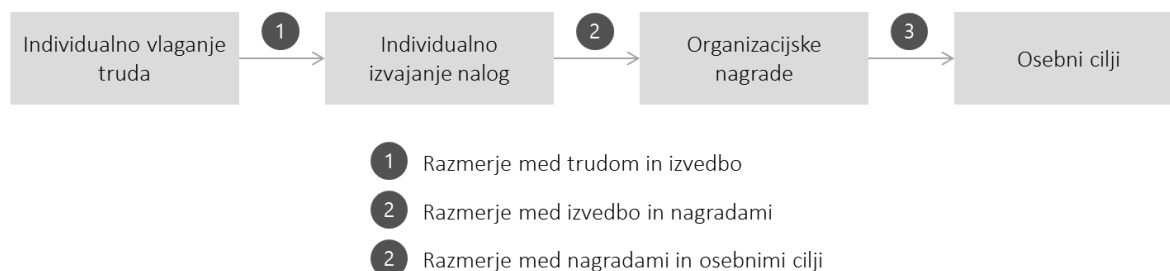 Individualno vlaganje
truda
1
Individualno
izvajanje nalog
2
Organizacijske
nagrade
3
Osebni cilji
1 Razmerje med trudom in izvedbo
2 Razmerje med izvedbo in nagradami
2 Razmerje med nagradami in osebnimi cilji